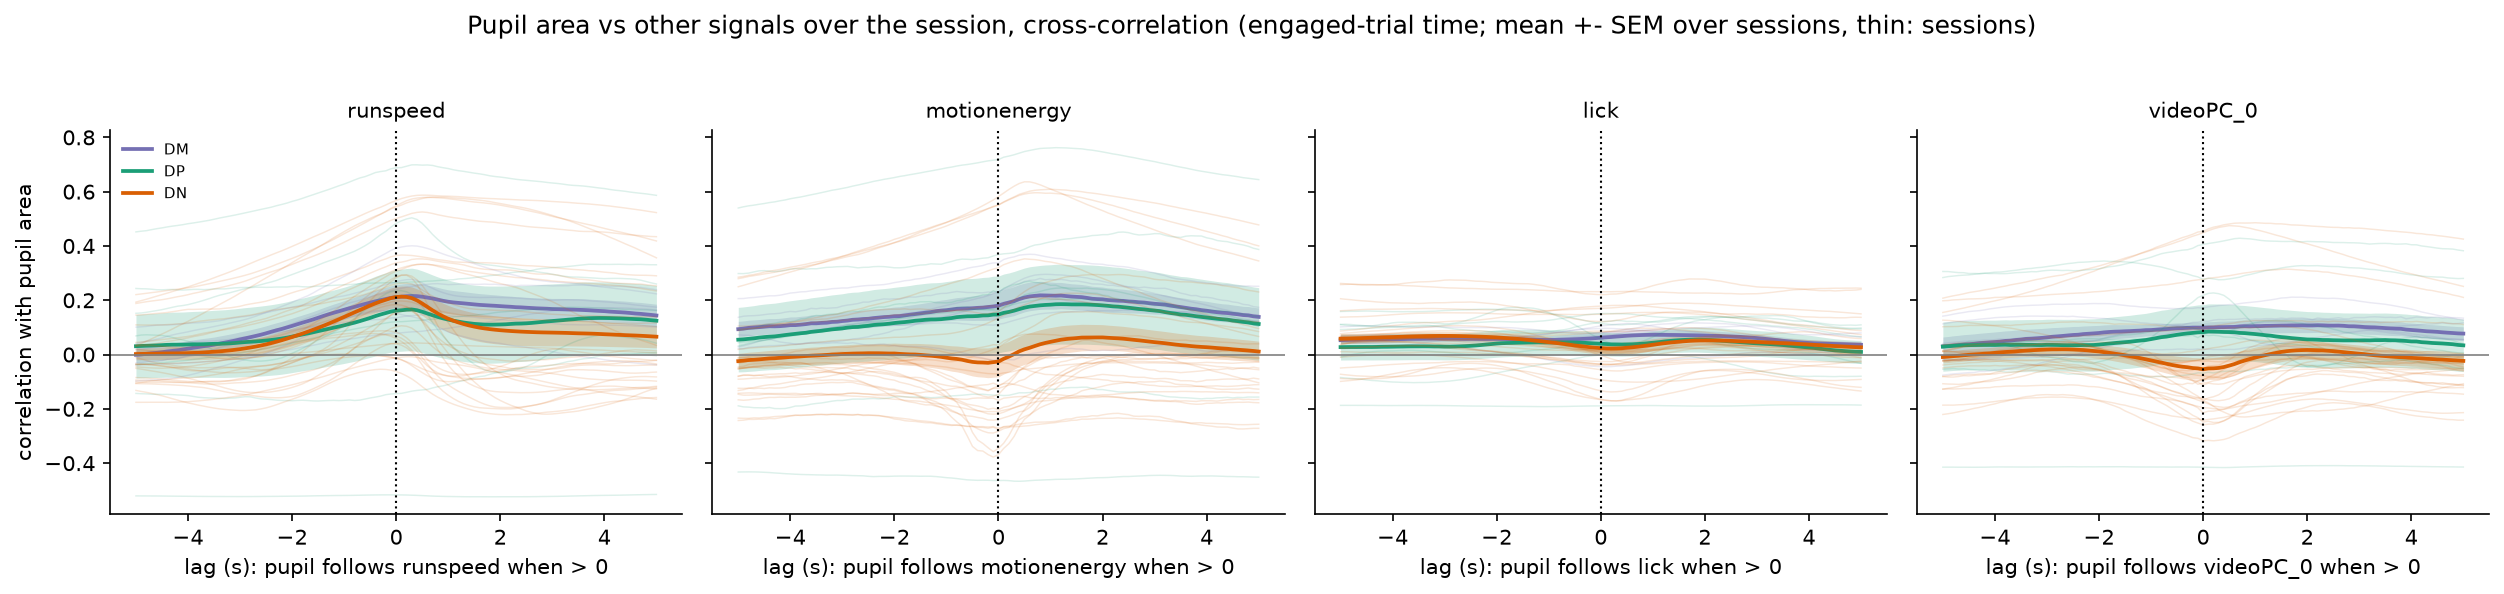 Pupil area vs other signals over the session, cross-correlation (engaged-trial time; mean +- SEM over sessions, thin: sessions)
runspeed
motionenergy
lick
videoPC_0
correlation with pupil area
0.8
0.6
0.4
0.2
0.0
−0.2
−0.4
DM
DP
DN
−4 −2 0 2 4
−4 −2 0 2 4
−4 −2 0 2 4
−4 −2 0 2 4
lag (s): pupil follows runspeed when > 0
lag (s): pupil follows motionenergy when > 0
lag (s): pupil follows lick when > 0
lag (s): pupil follows videoPC_0 when > 0